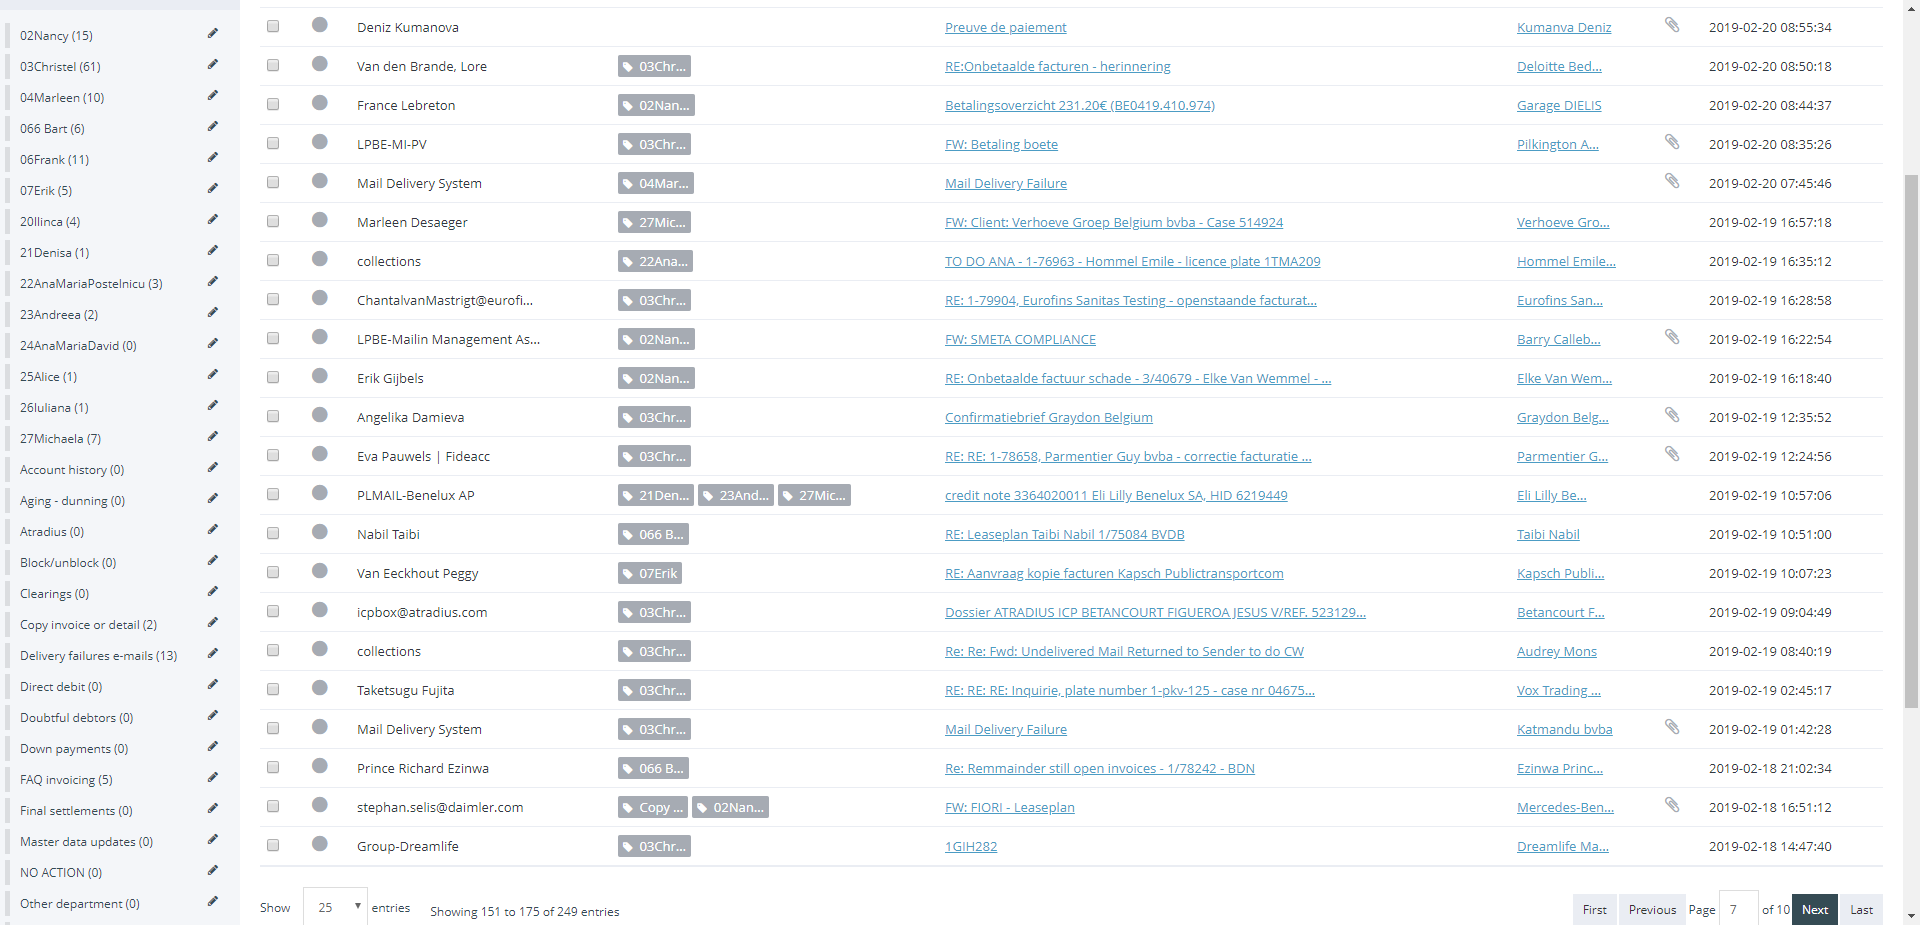 02Nancy (15)
03Christel (61)
04Marleen (10)
066 Bart (6)
06Frank (11)
07Erik (5)
20Ilinca (4)
21Denisa (1)
22AnaMariaPostelnicu (3)
23Andreea (2)
24AnaMariaDavid (0)
25Alice (1)
26Iuliana (1)
27Michaela (7)
Account history (0)
Aging - dunning (0)
Atradius (0)
Block/unblock (0)
Clearings (0)
Copy invoice or detail (2)
Delivery failures e-mails (13)
Direct debit (0)
Doubtful debtors (0)
Down payments (0)
FAQ invoicing (5)
Final settlements (0)
Master data updates (0)
NO ACTION (0)
Other department (0)
Deniz Kumanova Preuve de paiement Kumanva Deniz 2019-02-20 08:55:34
Van den Brande, Lore 03Chr... RE:Onbetaalde facturen - herinnering Deloitte Bed... 2019-02-20 08:50:18
France Lebreton 02Nan... Betalingsoverzicht 231.20€ (BE0419.410.974) Garage DIELIS 2019-02-20 08:44:37
LPBE-MI-PV 03Chr... FW: Betaling boete Pilkington A... 2019-02-20 08:35:26
Mail Delivery System 04Mar... Mail Delivery Failure 2019-02-20 07:45:46
Marleen Desaeger 27Mic... FW: Client: Verhoeve Groep Belgium bvba - Case 514924 Verhoeve Gro... 2019-02-19 16:57:18
collections 22Ana... TO DO ANA - 1-76963 - Hommel Emile - licence plate 1TMA209 Hommel Emile... 2019-02-19 16:35:12
ChantalvanMastrigt@eurofi... 03Chr... RE: 1-79904, Eurofins Sanitas Testing - openstaande facturat... Eurofins San... 2019-02-19 16:28:58
LPBE-Mailin Management As... 02Nan... FW: SMETA COMPLIANCE Barry Calleb... 2019-02-19 16:22:54
Erik Gijbels 02Nan... RE: Onbetaalde factuur schade - 3/40679 - Elke Van Wemmel - ... Elke Van Wem... 2019-02-19 16:18:40
Angelika Damieva 03Chr... Confirmatiebrief Graydon Belgium Graydon Belg... 2019-02-19 12:35:52
Eva Pauwels | Fideacc 03Chr... RE: RE: 1-78658, Parmentier Guy bvba - correctie facturatie ... Parmentier G... 2019-02-19 12:24:56
PLMAIL-Benelux AP 21Den... 23And... 27Mic... credit note 3364020011 Eli Lilly Benelux SA, HID 6219449 Eli Lilly Be... 2019-02-19 10:57:06
Nabil Taibi 066 B... RE: Leaseplan Taibi Nabil 1/75084 BVDB Taibi Nabil 2019-02-19 10:51:00
Van Eeckhout Peggy 07Erik RE: Aanvraag kopie facturen Kapsch Publictransportcom Kapsch Publi... 2019-02-19 10:07:23
icpbox@atradius.com 03Chr... Dossier ATRADIUS ICP BETANCOURT FIGUEROA JESUS V/REF. 523129... Betancourt F... 2019-02-19 09:04:49
collections 03Chr... Re: Re: Fwd: Undelivered Mail Returned to Sender to do CW Audrey Mons 2019-02-19 08:40:19
Taketsugu Fujita 03Chr... RE: RE: RE: Inquirie, plate number 1-pkv-125 - case nr 04675... Vox Trading ... 2019-02-19 02:45:17
Mail Delivery System 03Chr... Mail Delivery Failure Katmandu bvba 2019-02-19 01:42:28
Prince Richard Ezinwa 066 B... Re: Remmainder still open invoices - 1/78242 - BDN Ezinwa Princ... 2019-02-18 21:02:34
stephan.selis@daimler.com Copy ... 02Nan... FW: FIORI - Leaseplan Mercedes-Ben... 2019-02-18 16:51:12
Group-Dreamlife 03Chr... 1GIH282 Dreamlife Ma... 2019-02-18 14:47:40
Show 25 entries Showing 151 to 175 of 249 entries First Previous Page 7 of 10 Next Last